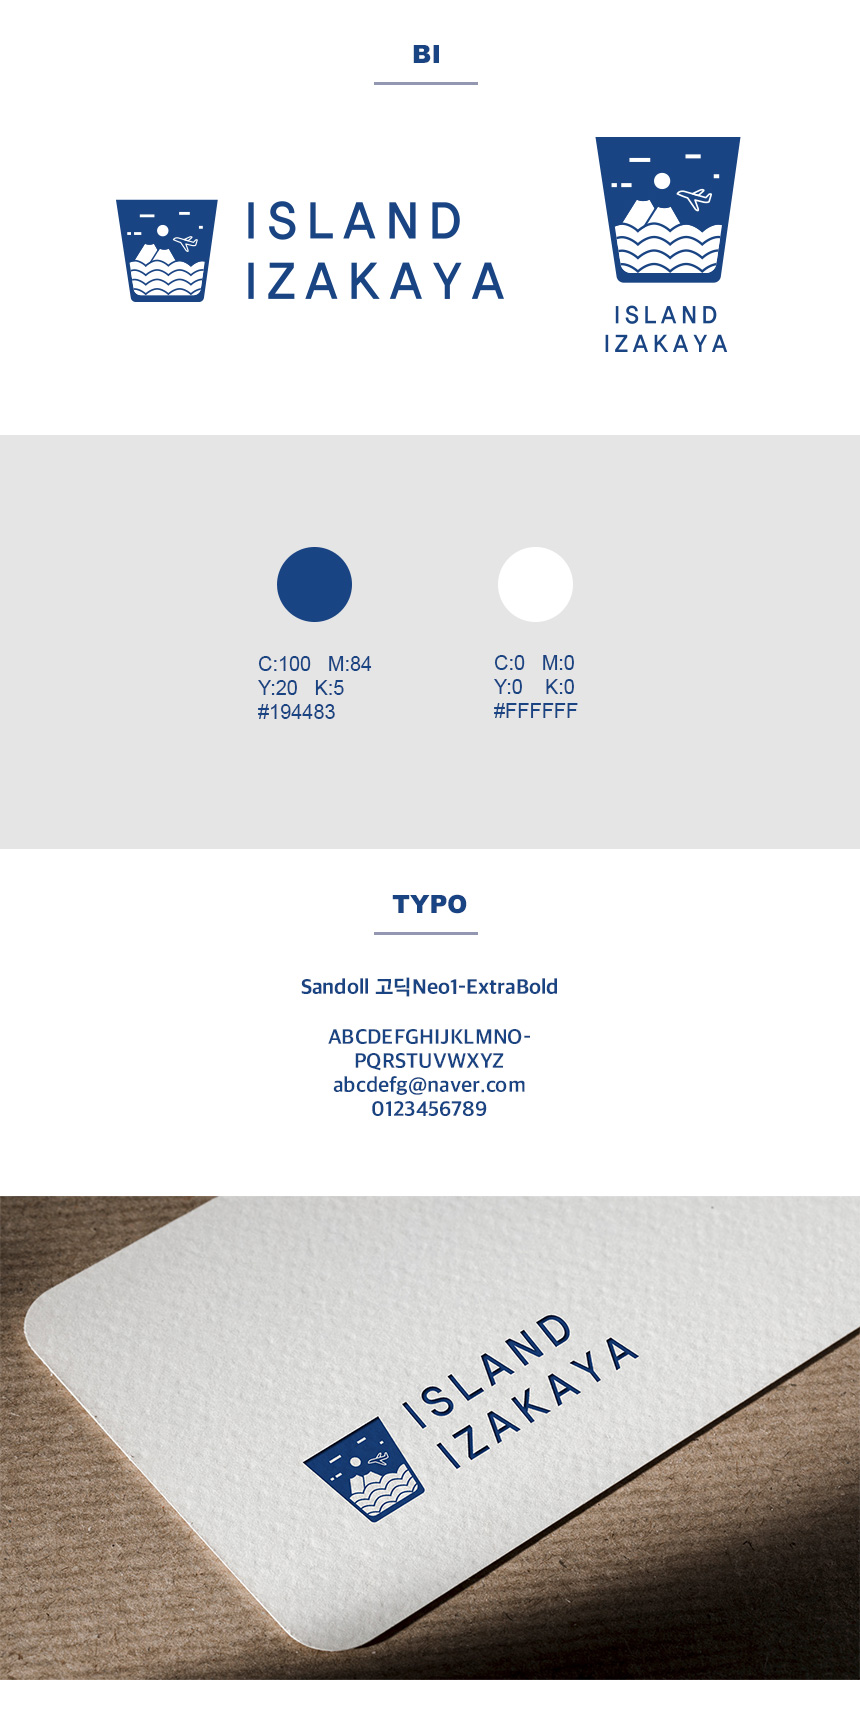 BI
ISLAND
IZAKAYA
ISLAND
IZAKAYA
C:100 M:84
Y:20 K:5
#194483
C:0 M:0
Y:0 K:0
#FFFFFF
TYPO
Sandoll 고딕Neo1-ExtraBold
ABCDEFGHIJKLMNO-
PQRSTUVWXYZ
abcdefg@naver.com
0123456789
ISLAND
IZAKAYA